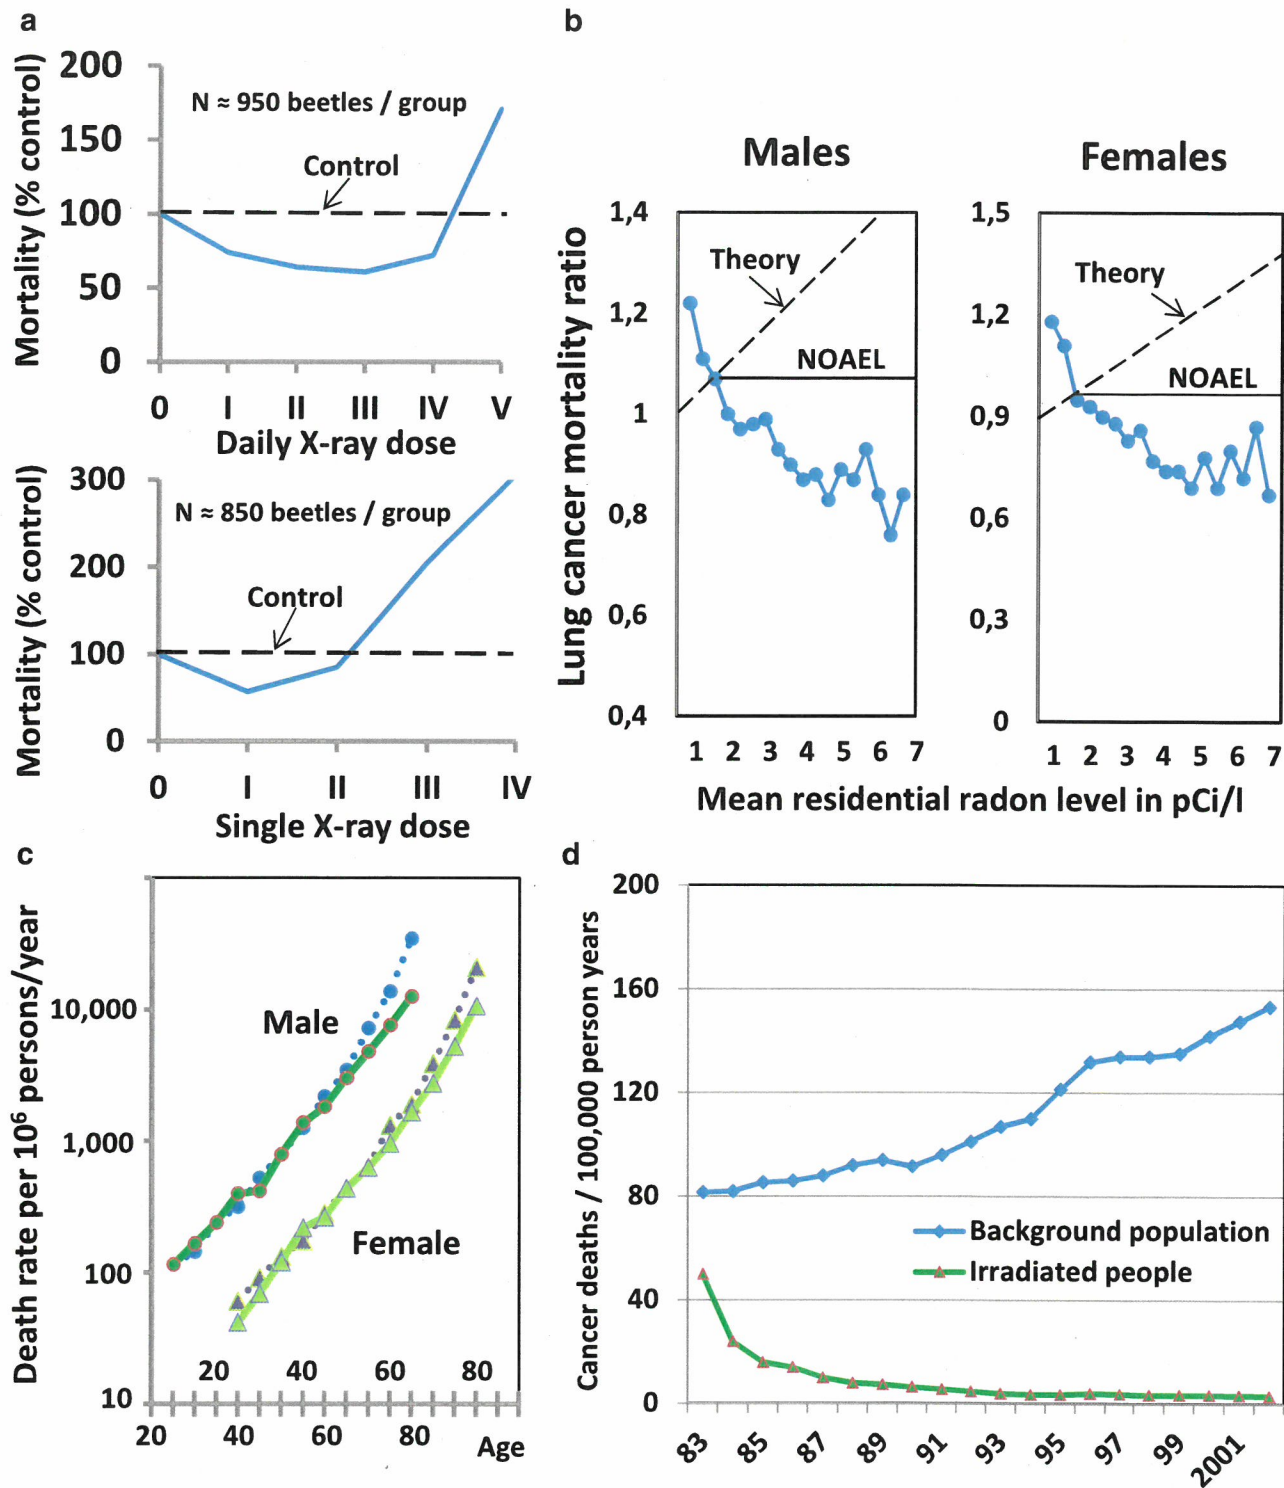 a
Mortality (% control)
200
150
100
50
0
N ≈ 950 beetles / group
Control
0 I II III IV V
Daily X-ray dose
Mortality (% control)
300
200
100
0
N ≈ 850 beetles / group
Control
0 I II III IV
Single X-ray dose
b
Lung cancer mortality ratio
Males
1,4
1,2
1
0,8
0,6
0,4
Theory
NOAEL
1 2 3 4 5 6 7
Females
1,5
1,2
0,9
0,6
0,3
0
Theory
NOAEL
1 2 3 4 5 6 7
Mean residential radon level in pCi/l
c
Death rate per 10⁶ persons/year
10,000
1,000
100
10
Male
Female
20 40 60 80
20 40 60 80 Age
d
Cancer deaths / 100,000 person years
200
160
120
80
40
0
Background population
Irradiated people
83 85 87 89 91 93 95 97 99 2001